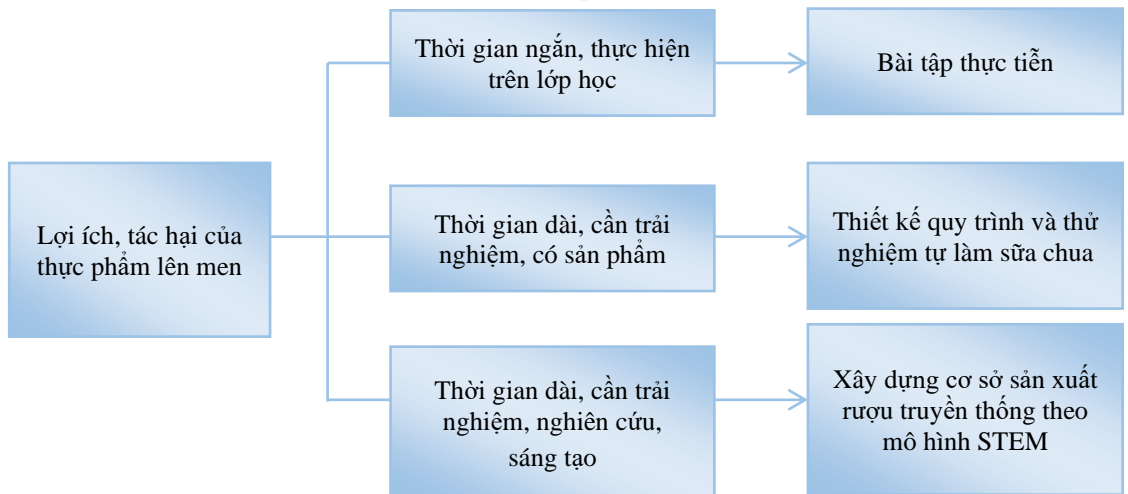 Thời gian ngắn, thực hiện
trên lớp học
Bài tập thực tiễn
Lợi ích, tác hại của
thực phẩm lên men
Thời gian dài, cần trải
nghiệm, có sản phẩm
Thiết kế quy trình và thử
nghiệm tự làm sữa chua
Thời gian dài, cần trải
nghiệm, nghiên cứu,
sáng tạo
Xây dựng cơ sở sản xuất
rượu truyền thống theo
mô hình STEM